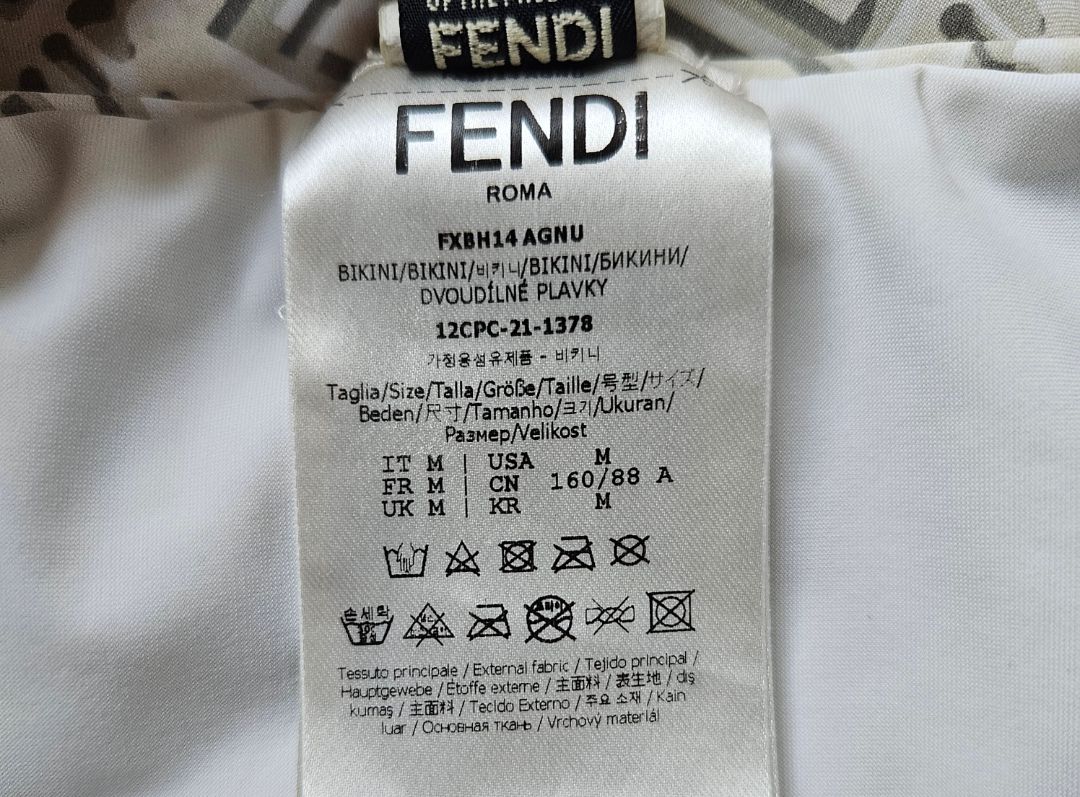 FENDI
FENDI
ROMA
FXBH14 AGNU
BIKINI/BIKINI/비키니/BIKINI/БИКИНИ/
DVOUDÍLNÉ PLAVKY
12CPC-21-1378
가정용섬유제품 - 비키니
Taglia/Size/Talla/Größe/Taille/号型/サイズ/
Beden/尺寸/Tamanho/크기/Ukuran/
Размер/Velikost
IT M | USA M
FR M | CN 160/88 A
UK M | KR M
손세탁
Tessuto principale / External fabric / Tejido principal /
Hauptgewebe / Étoffe externe / 主面料 / 表生地 / dış
kumaş / 主面料 / Tecido Externo / 주요 소재 / Kain
luar / Основная ткань / Vrchový materiál